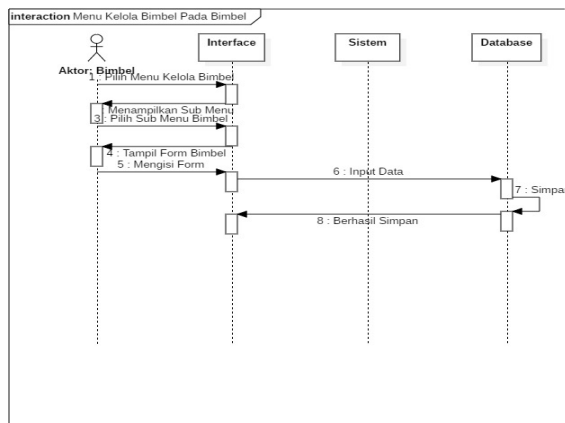 interaction Menu Kelola Bimbel Pada Bimbel
Interface
Sistem
Database
Aktor: Bimbel
1 : Pilih Menu Kelola Bimbel
Menampilkan Sub Menu
3 : Pilih Sub Menu Bimbel
4 : Tampil Form Bimbel
5 : Mengisi Form
6 : Input Data
7 : Simpa
8 : Berhasil Simpan